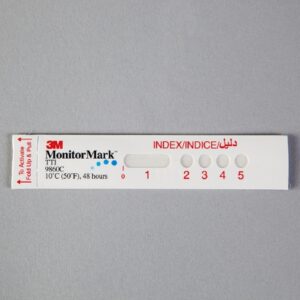 To Activate
Fold Up & Pull
3M
MonitorMark™
TTI
9860C
10°C (50°F), 48 hours
INDEX/INDICE/دليل
0 1 2 3 4 5